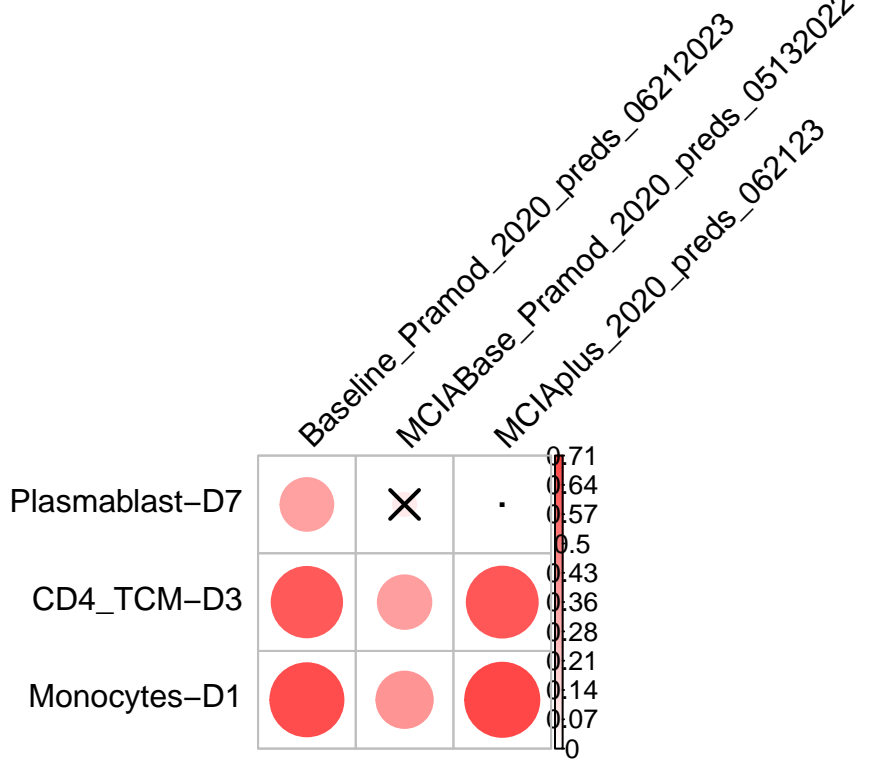 Baseline_Pramod_2020_preds_06212023
MCIABase_Pramod_2020_preds_05132022
MCIAplus_2020_preds_062123
Plasmablast−D7
CD4_TCM−D3
Monocytes−D1
0.71
0.64
0.57
0.5
0.43
0.36
0.28
0.21
0.14
0.07
0